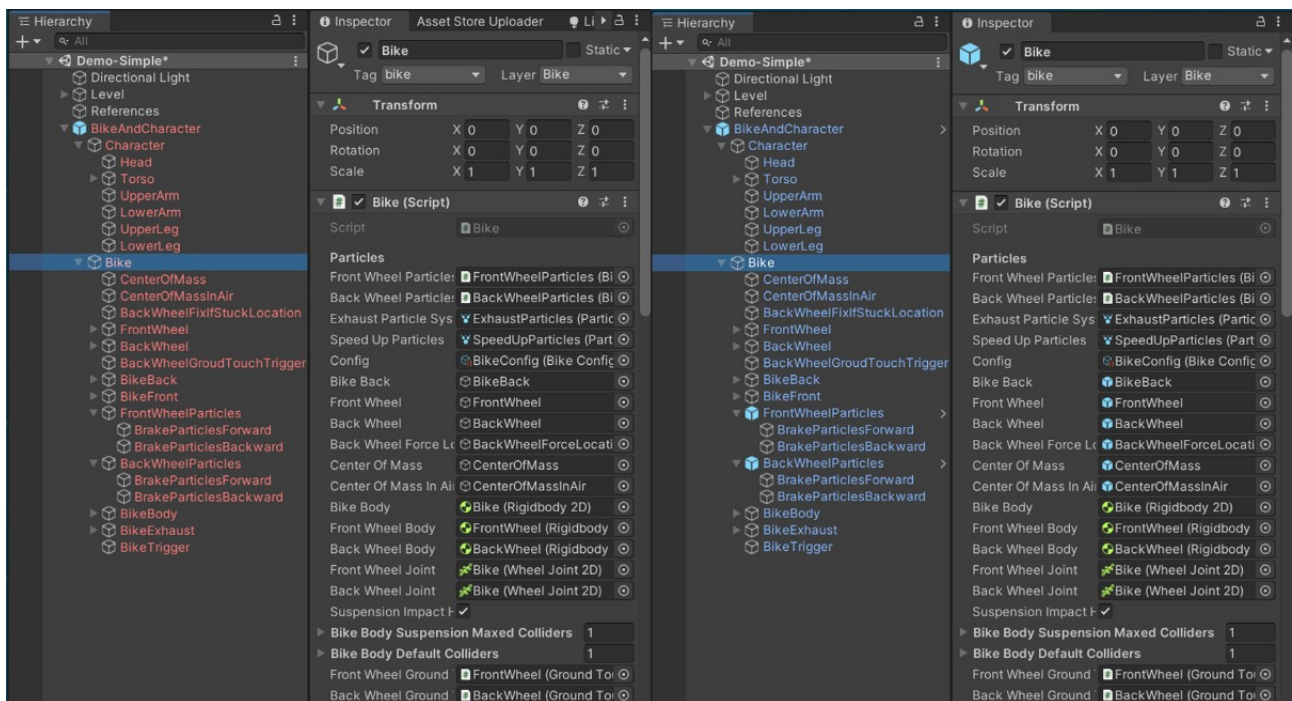 Hierarchy
All
Demo-Simple*
Directional Light
Level
References
BikeAndCharacter
Character
Head
Torso
UpperArm
LowerArm
UpperLeg
LowerLeg
Bike
CenterOfMass
CenterOfMassInAir
BackWheelFixIfStuckLocation
FrontWheel
BackWheel
BackWheelGroudTouchTrigger
BikeBack
BikeFront
FrontWheelParticles
BrakeParticlesForward
BrakeParticlesBackward
BackWheelParticles
BrakeParticlesForward
BrakeParticlesBackward
BikeBody
BikeExhaust
BikeTrigger
Inspector Asset Store Uploader Li
Bike Static
Tag bike Layer Bike
Transform
Position X 0 Y 0 Z 0
Rotation X 0 Y 0 Z 0
Scale X 1 Y 1 Z 1
# Bike (Script)
Script Bike
Particles
Front Wheel Particle FrontWheelParticles (Bi
Back Wheel Particle BackWheelParticles (Bi
Exhaust Particle Sys ExhaustParticles (Partic
Speed Up Particles SpeedUpParticles (Part
Config BikeConfig (Bike Config
Bike Back BikeBack
Front Wheel FrontWheel
Back Wheel BackWheel
Back Wheel Force Lo BackWheelForceLocati
Center Of Mass CenterOfMass
Center Of Mass In Air CenterOfMassInAir
Bike Body Bike (Rigidbody 2D)
Front Wheel Body FrontWheel (Rigidbody
Back Wheel Body BackWheel (Rigidbody
Front Wheel Joint Bike (Wheel Joint 2D)
Back Wheel Joint Bike (Wheel Joint 2D)
Suspension Impact H
Bike Body Suspension Maxed Colliders 1
Bike Body Default Colliders 1
Front Wheel Ground FrontWheel (Ground To
Back Wheel Ground BackWheel (Ground To
Hierarchy
All
Demo-Simple*
Directional Light
Level
References
BikeAndCharacter
Character
Head
Torso
UpperArm
LowerArm
UpperLeg
LowerLeg
Bike
CenterOfMass
CenterOfMassInAir
BackWheelFixIfStuckLocation
FrontWheel
BackWheel
BackWheelGroudTouchTrigger
BikeBack
BikeFront
FrontWheelParticles
BrakeParticlesForward
BrakeParticlesBackward
BackWheelParticles
BrakeParticlesForward
BrakeParticlesBackward
BikeBody
BikeExhaust
BikeTrigger
Inspector
Bike Static
Tag bike Layer Bike
Transform
Position X 0 Y 0 Z 0
Rotation X 0 Y 0 Z 0
Scale X 1 Y 1 Z 1
# Bike (Script)
Script Bike
Particles
Front Wheel Particle FrontWheelParticles (Bi
Back Wheel Particle BackWheelParticles (Bi
Exhaust Particle Sys ExhaustParticles (Partic
Speed Up Particles SpeedUpParticles (Part
Config BikeConfig (Bike Config
Bike Back BikeBack
Front Wheel FrontWheel
Back Wheel BackWheel
Back Wheel Force Lo BackWheelForceLocati
Center Of Mass CenterOfMass
Center Of Mass In Air CenterOfMassInAir
Bike Body Bike (Rigidbody 2D)
Front Wheel Body FrontWheel (Rigidbody
Back Wheel Body BackWheel (Rigidbody
Front Wheel Joint Bike (Wheel Joint 2D)
Back Wheel Joint Bike (Wheel Joint 2D)
Suspension Impact H
Bike Body Suspension Maxed Colliders 1
Bike Body Default Colliders 1
Front Wheel Ground FrontWheel (Ground To
Back Wheel Ground BackWheel (Ground To